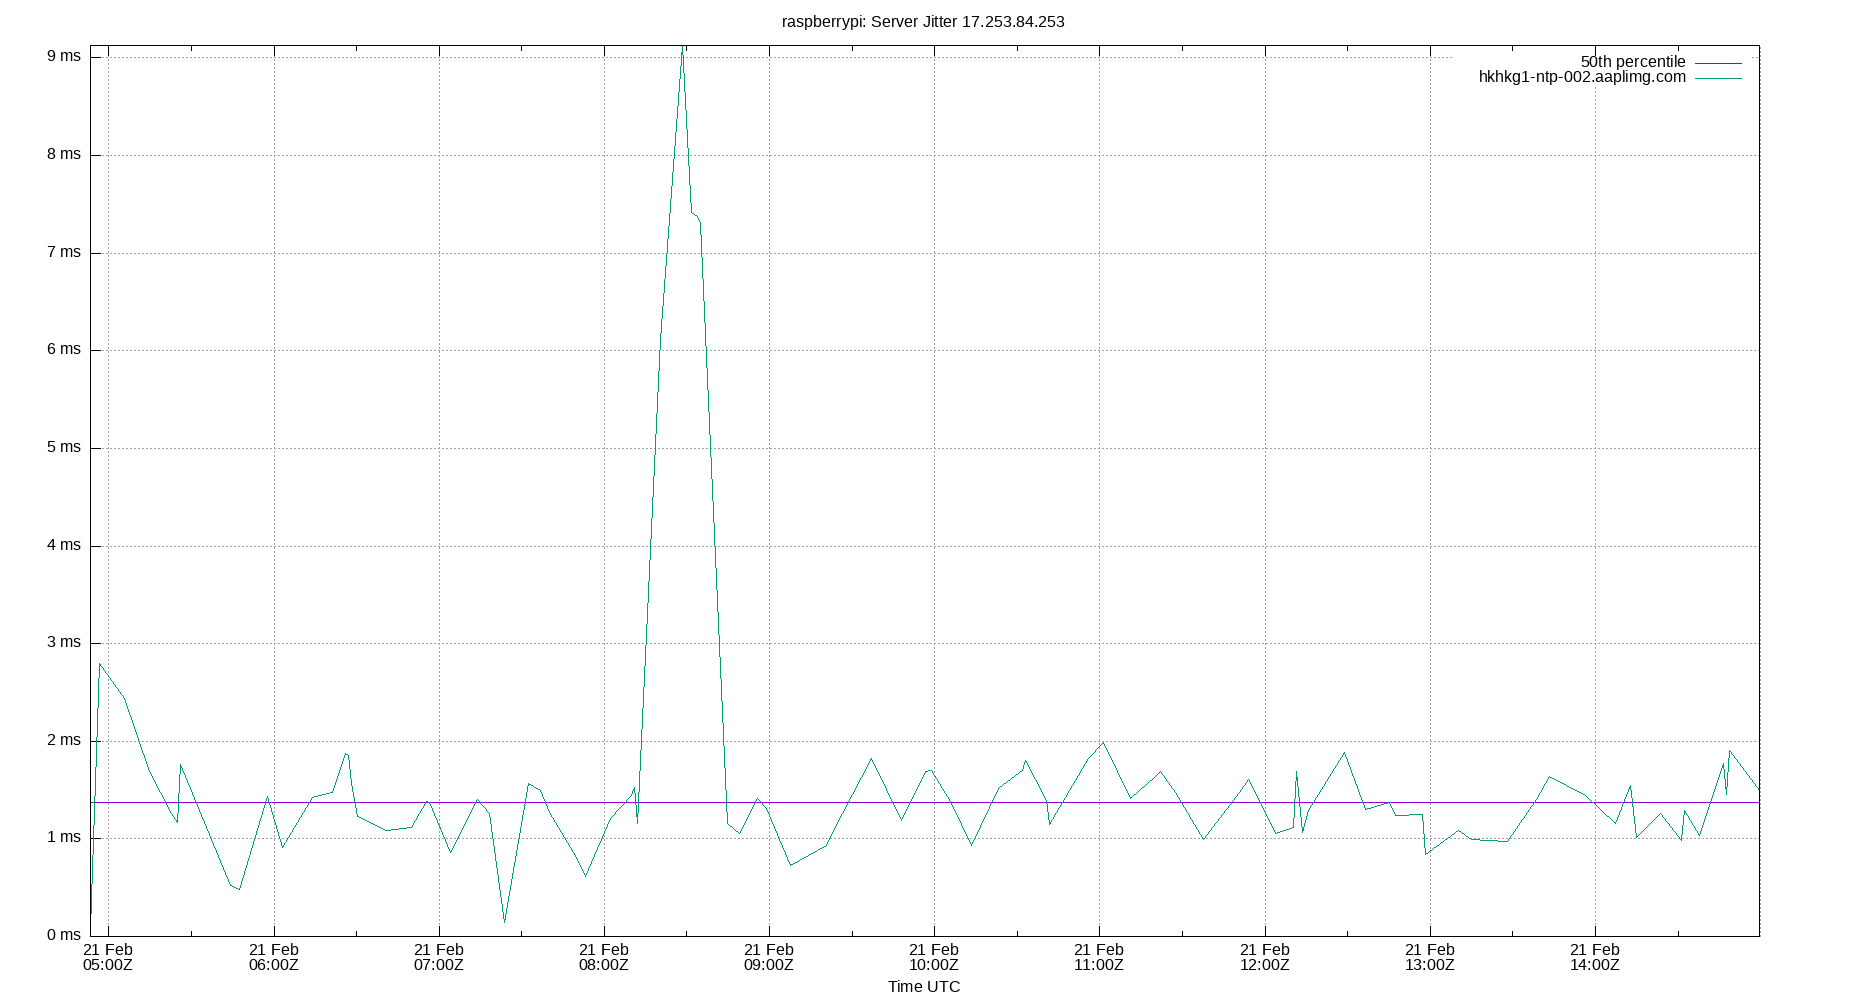 raspberrypi: Server Jitter 17.253.84.253
9 ms
50th percentile
hkhkg1-ntp-002.aaplimg.com
8 ms
7 ms
6 ms
5 ms
4 ms
3 ms
2 ms
1 ms
0 ms
21 Feb 21 Feb 21 Feb 21 Feb 21 Feb 21 Feb 21 Feb 21 Feb 21 Feb 21 Feb
05:00Z 06:00Z 07:00Z 08:00Z 09:00Z 10:00Z 11:00Z 12:00Z 13:00Z 14:00Z
Time UTC